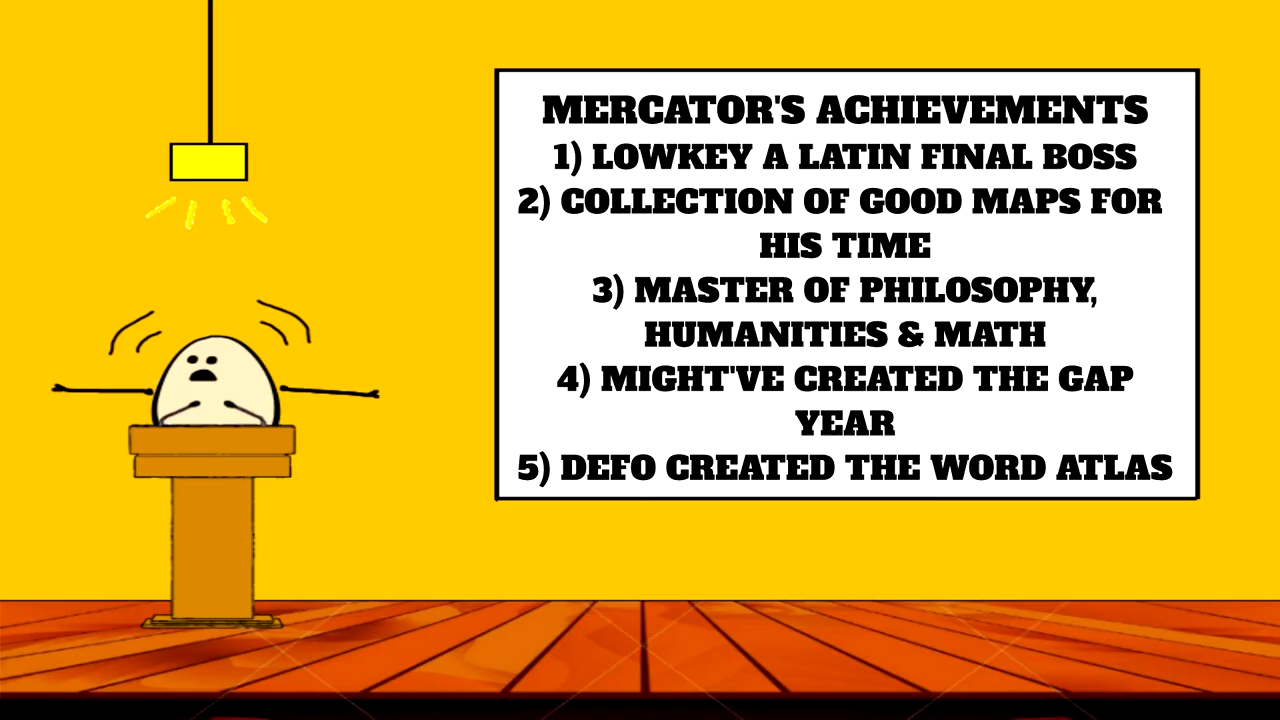 MERCATOR'S ACHIEVEMENTS
1) LOWKEY A LATIN FINAL BOSS
2) COLLECTION OF GOOD MAPS FOR
HIS TIME
3) MASTER OF PHILOSOPHY,
HUMANITIES & MATH
4) MIGHT'VE CREATED THE GAP
YEAR
5) DEFO CREATED THE WORD ATLAS